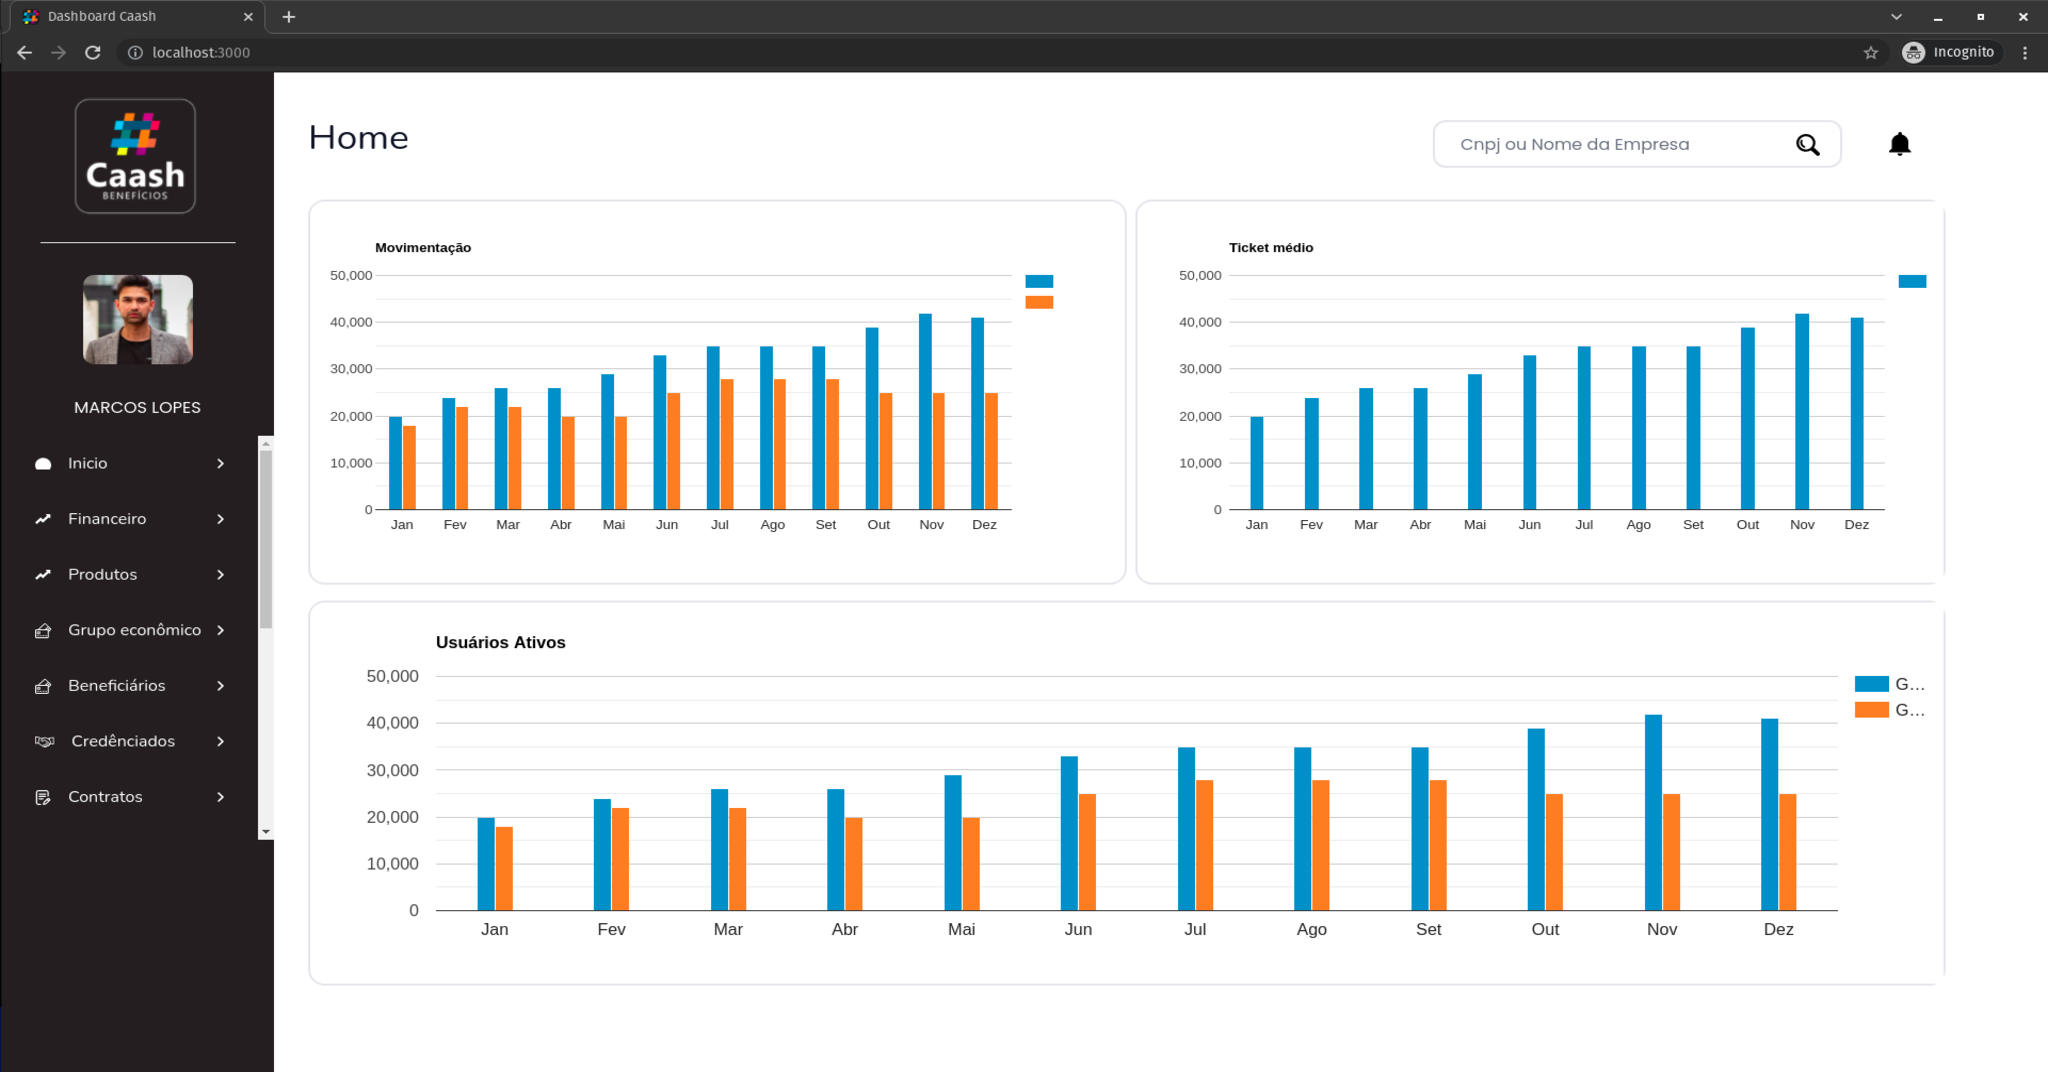 Dashboard Caash
localhost:3000
Incognito
Caash
BENEFÍCIOS
MARCOS LOPES
Inicio
Financeiro
Produtos
Grupo econômico
Beneficiários
Credênciados
Contratos
Home
Cnpj ou Nome da Empresa
Movimentação
50,000
40,000
30,000
20,000
10,000
0
Jan Fev Mar Abr Mai Jun Jul Ago Set Out Nov Dez
Ticket médio
50,000
40,000
30,000
20,000
10,000
0
Jan Fev Mar Abr Mai Jun Jul Ago Set Out Nov Dez
Usuários Ativos
50,000
40,000
30,000
20,000
10,000
0
Jan Fev Mar Abr Mai Jun Jul Ago Set Out Nov Dez
G...
G...